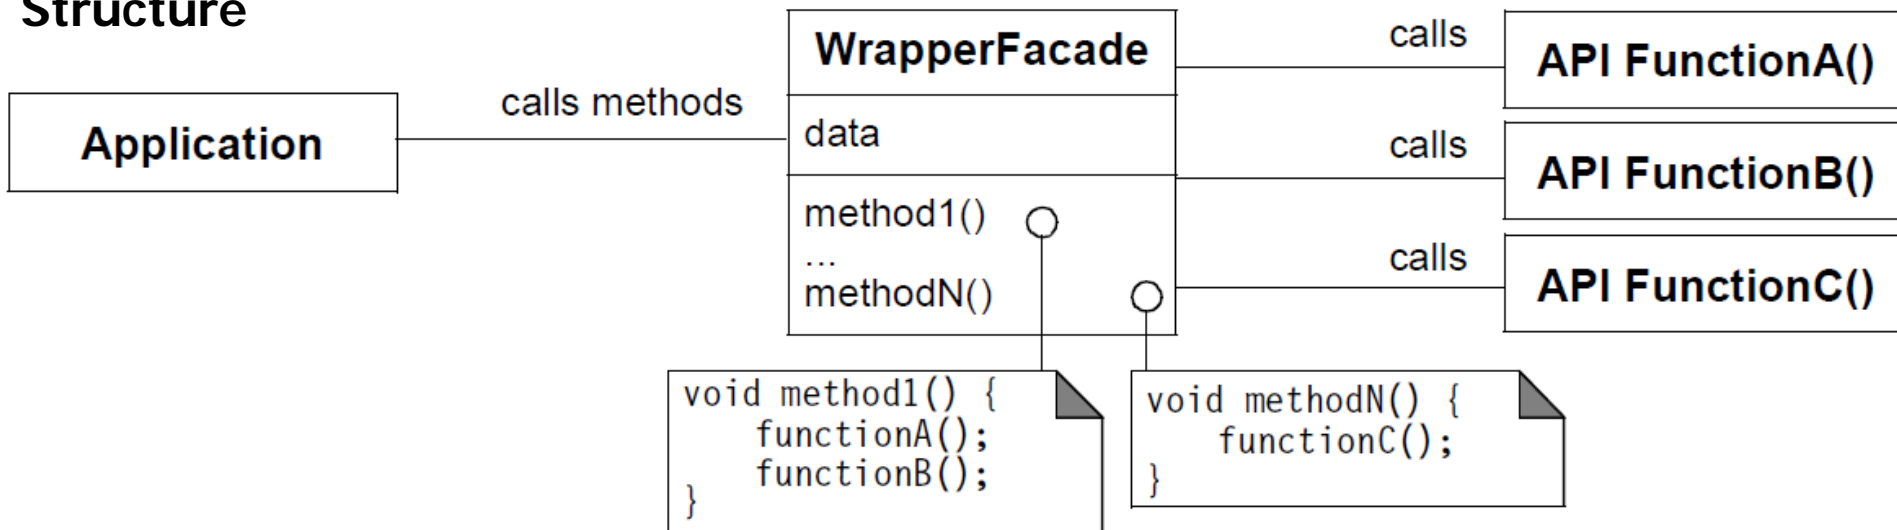 Structure
Application
calls methods
WrapperFacade
data
method1()
...
methodN()
calls
API FunctionA()
calls
API FunctionB()
calls
API FunctionC()
void method1() {
functionA();
functionB();
}
void methodN() {
functionC();
}